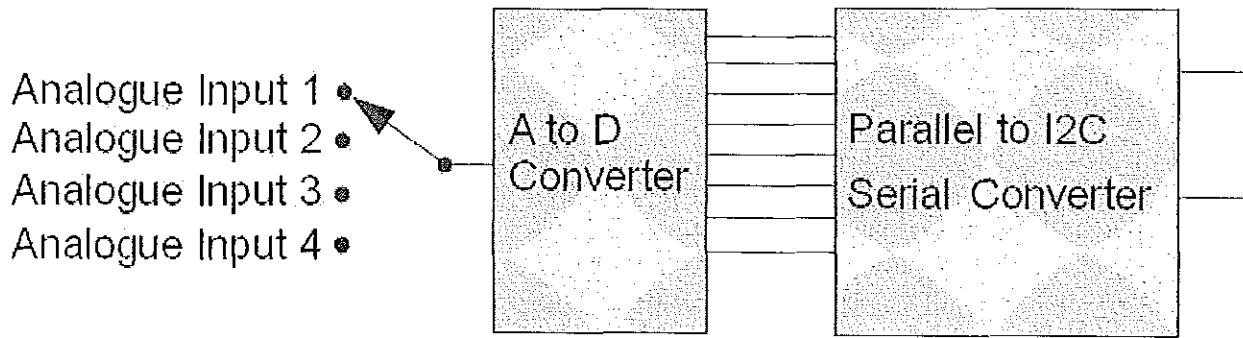 Analogue Input 1
Analogue Input 2
Analogue Input 3
Analogue Input 4
A to D
Converter
Parallel to I2C
Serial Converter